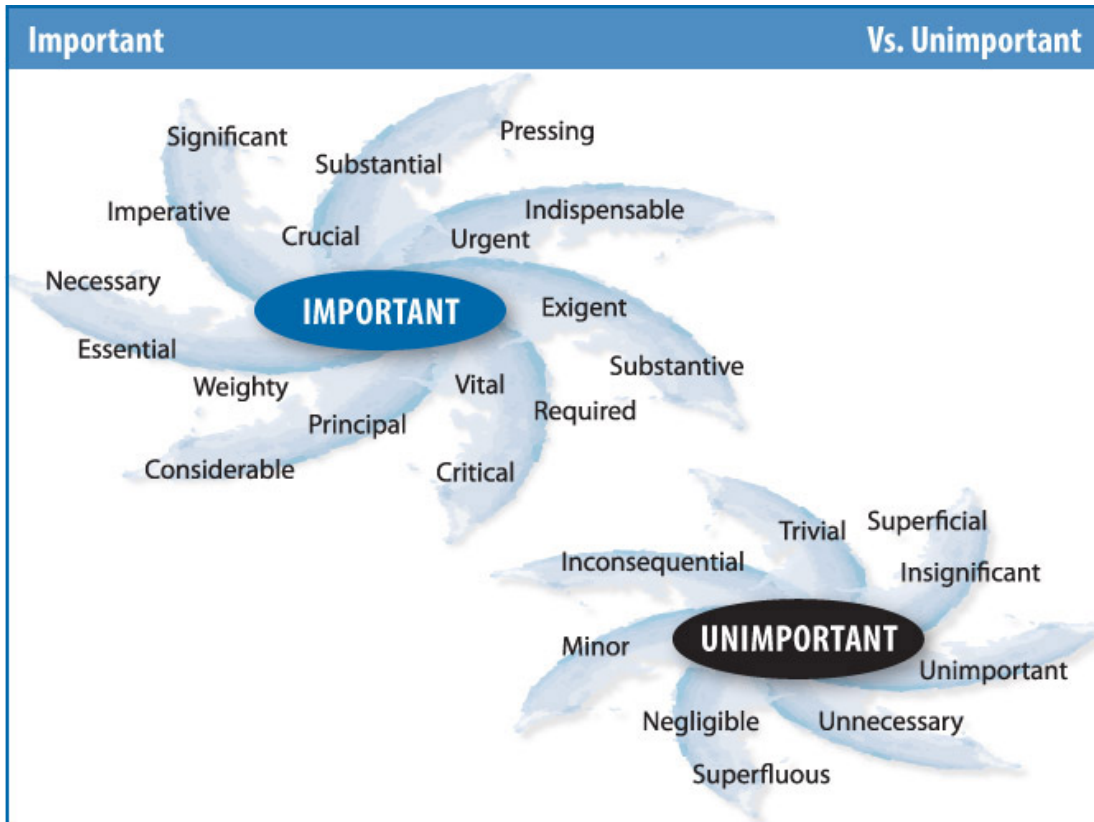 Important
Vs. Unimportant
Significant
Pressing
Substantial
Imperative
Indispensable
Crucial
Urgent
Necessary
IMPORTANT
Exigent
Essential
Substantive
Weighty
Vital
Required
Principal
Considerable
Critical
Superficial
Trivial
Inconsequential
Insignificant
Minor
UNIMPORTANT
Unimportant
Negligible
Unnecessary
Superfluous